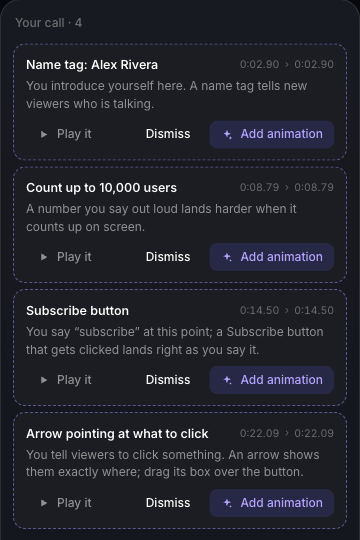 Your call · 4
Name tag: Alex Rivera 0:02.90 › 0:02.90
You introduce yourself here. A name tag tells new
viewers who is talking.
Play it Dismiss Add animation
Count up to 10,000 users 0:08.79 › 0:08.79
A number you say out loud lands harder when it
counts up on screen.
Play it Dismiss Add animation
Subscribe button 0:14.50 › 0:14.50
You say “subscribe” at this point; a Subscribe button
that gets clicked lands right as you say it.
Play it Dismiss Add animation
Arrow pointing at what to click 0:22.09 › 0:22.09
You tell viewers to click something. An arrow shows
them exactly where; drag its box over the button.
Play it Dismiss Add animation